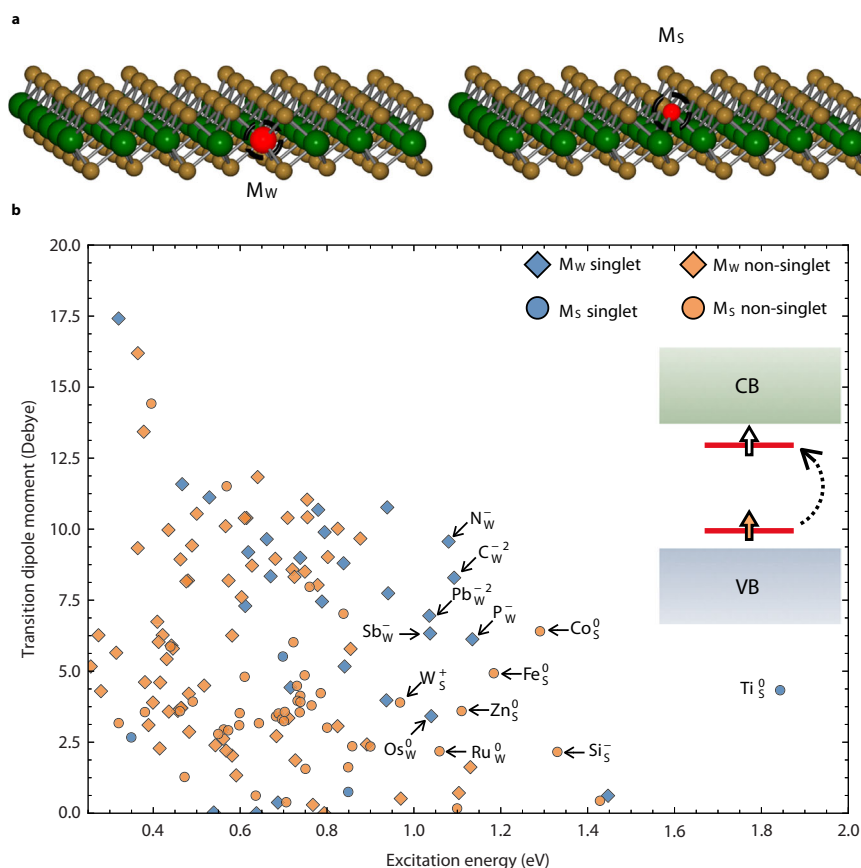 a
M_S
M_W
b
20.0
17.5
15.0
12.5
10.0
7.5
5.0
2.5
0.0
Transition dipole moment (Debye)
M_W singlet
M_W non-singlet
M_S singlet
M_S non-singlet
CB
VB
N_W^-
C_W^-2
Pb_W^-2
P_W^-
Sb_W^-
Co_S^0
W_S^+
Fe_S^0
Ti_S^0
Zn_S^0
Os_W^0
Ru_W^0
Si_S^-
0.4
0.6
0.8
1.0
1.2
1.4
1.6
1.8
2.0
Excitation energy (eV)